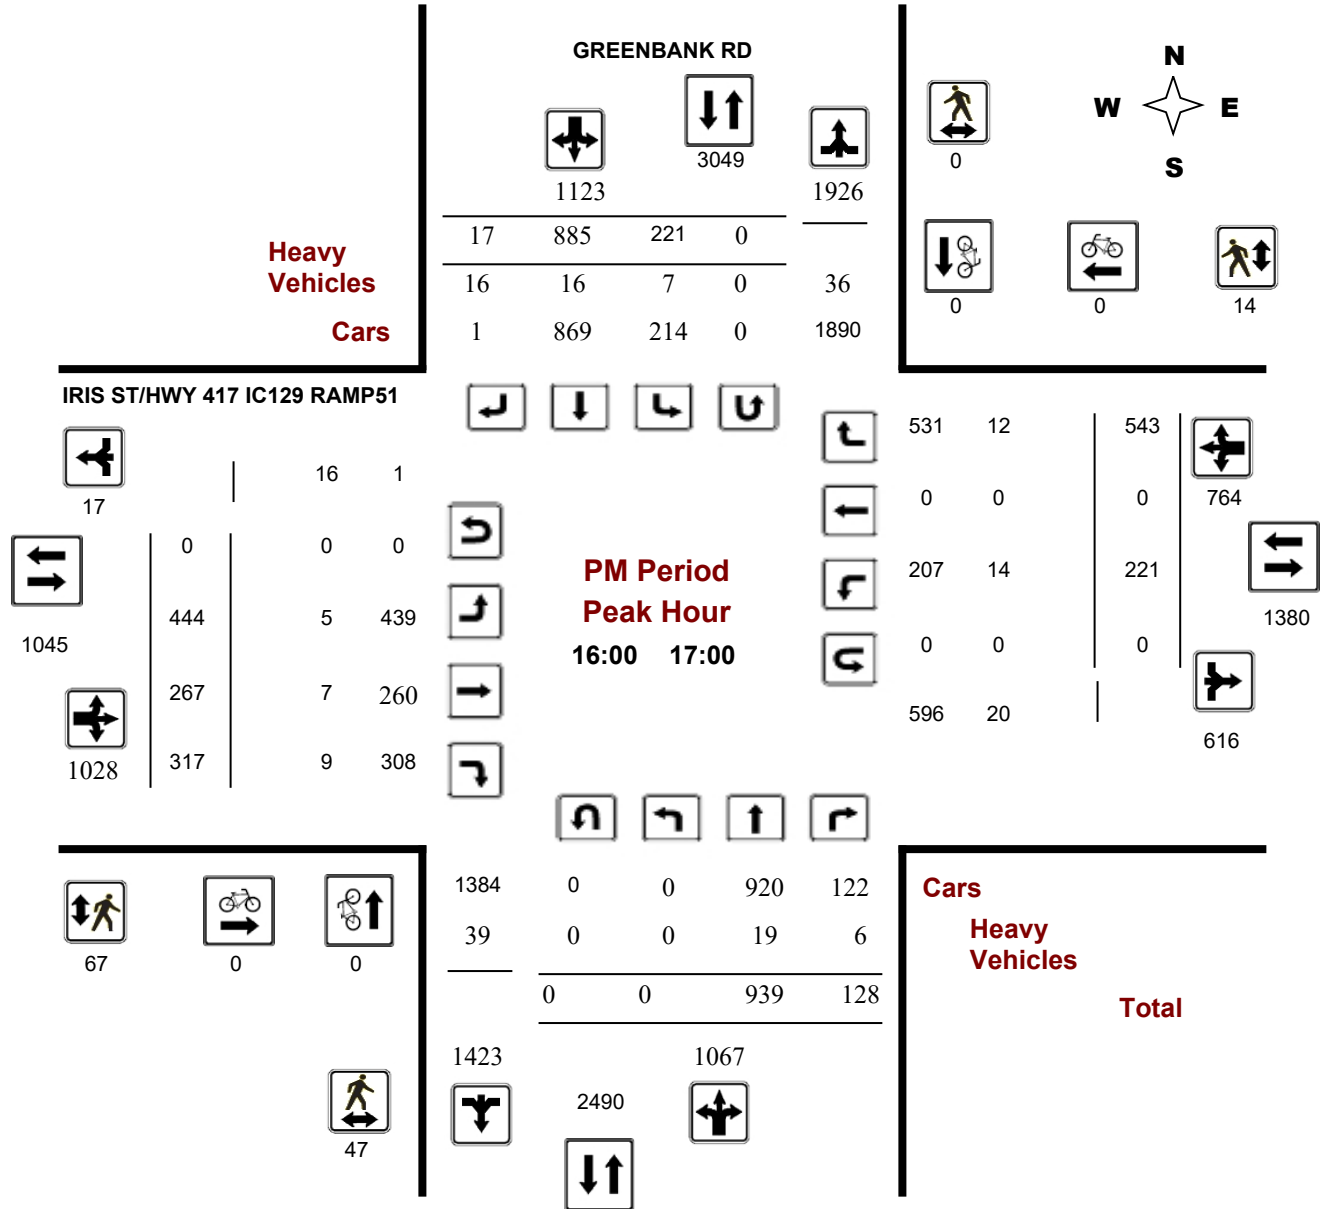 GREENBANK RD
N
W E
S
3049
0
1123 1926
17 885 221 0
Heavy
Vehicles 16 16 7 0 36
0 0 14
Cars 1 869 214 0 1890
IRIS ST/HWY 417 IC129 RAMP51
531 12 543
16 1
17
0 0 0 764
0 0 0
PM Period
207 14 221
Peak Hour
444 5 439 1380
1045
16:00 17:00
0 0 0
267 7 260
596 20
616
1028 317 9 308
1384 0 0 920 122 Cars
39 0 0 19 6 Heavy
Vehicles
67 0 0
0 0 939 128 Total
1423 1067
2490
47